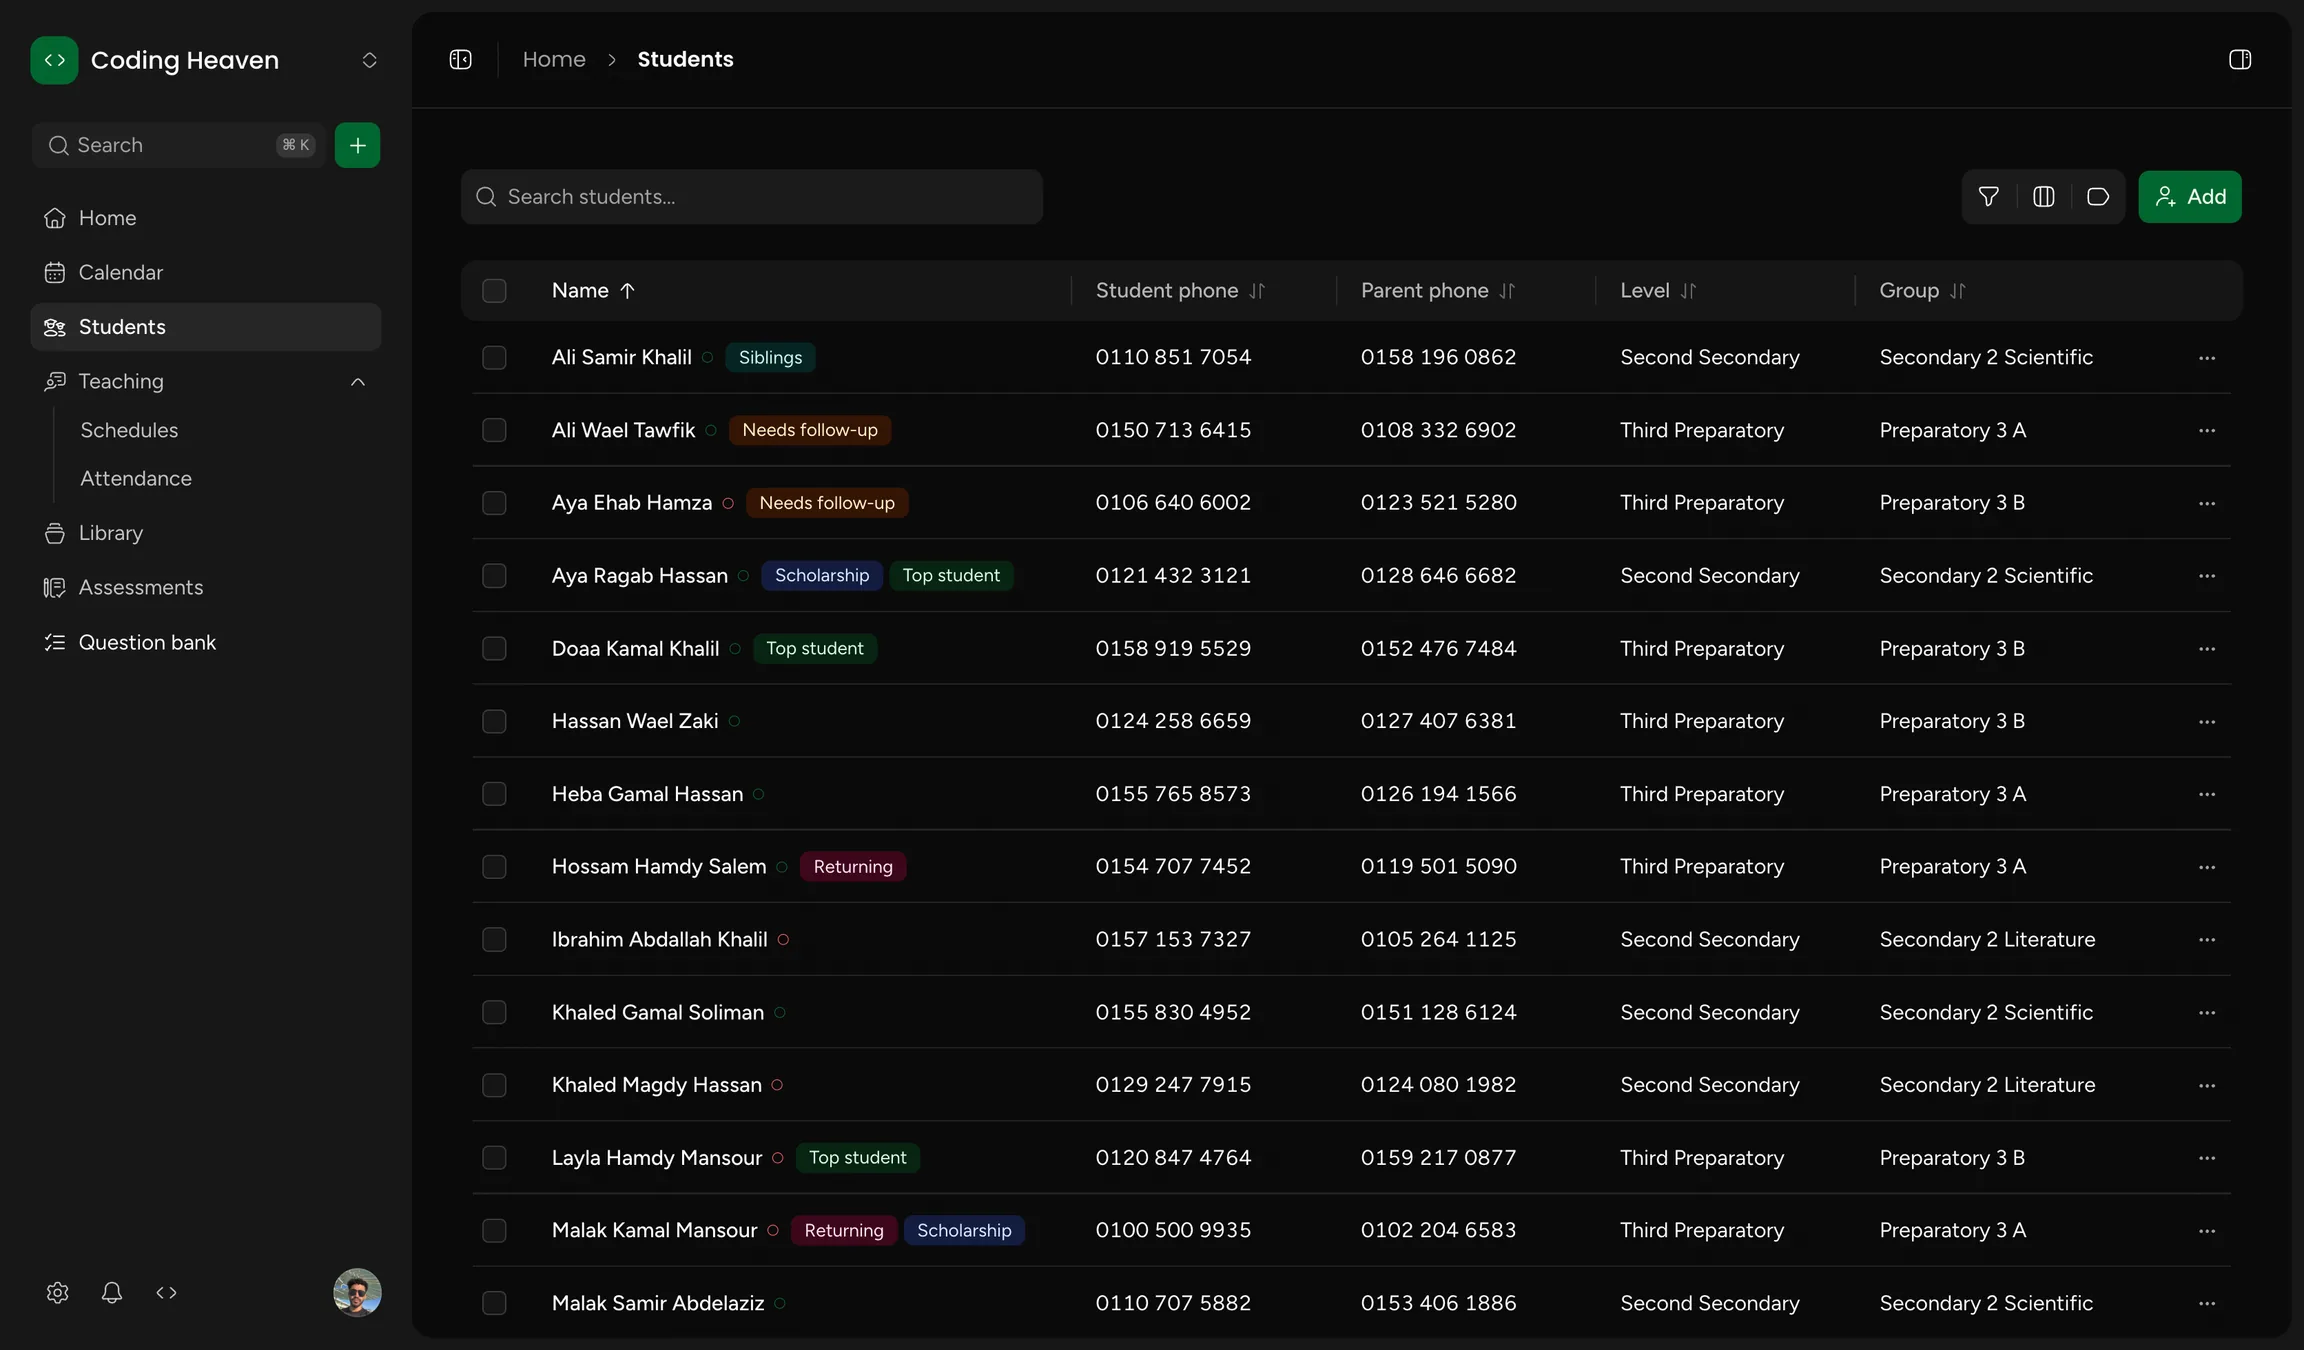 Coding Heaven
Search ⌘ K
Home
Calendar
Students
Teaching
Schedules
Attendance
Library
Assessments
Question bank
Home > Students
Search students...
Add
Name Student phone Parent phone Level Group
Ali Samir Khalil Siblings 0110 851 7054 0158 196 0862 Second Secondary Secondary 2 Scientific
Ali Wael Tawfik Needs follow-up 0150 713 6415 0108 332 6902 Third Preparatory Preparatory 3 A
Aya Ehab Hamza Needs follow-up 0106 640 6002 0123 521 5280 Third Preparatory Preparatory 3 B
Aya Ragab Hassan Scholarship Top student 0121 432 3121 0128 646 6682 Second Secondary Secondary 2 Scientific
Doaa Kamal Khalil Top student 0158 919 5529 0152 476 7484 Third Preparatory Preparatory 3 B
Hassan Wael Zaki 0124 258 6659 0127 407 6381 Third Preparatory Preparatory 3 B
Heba Gamal Hassan 0155 765 8573 0126 194 1566 Third Preparatory Preparatory 3 A
Hossam Hamdy Salem Returning 0154 707 7452 0119 501 5090 Third Preparatory Preparatory 3 A
Ibrahim Abdallah Khalil 0157 153 7327 0105 264 1125 Second Secondary Secondary 2 Literature
Khaled Gamal Soliman 0155 830 4952 0151 128 6124 Second Secondary Secondary 2 Scientific
Khaled Magdy Hassan 0129 247 7915 0124 080 1982 Second Secondary Secondary 2 Literature
Layla Hamdy Mansour Top student 0120 847 4764 0159 217 0877 Third Preparatory Preparatory 3 B
Malak Kamal Mansour Returning Scholarship 0100 500 9935 0102 204 6583 Third Preparatory Preparatory 3 A
Malak Samir Abdelaziz 0110 707 5882 0153 406 1886 Second Secondary Secondary 2 Scientific